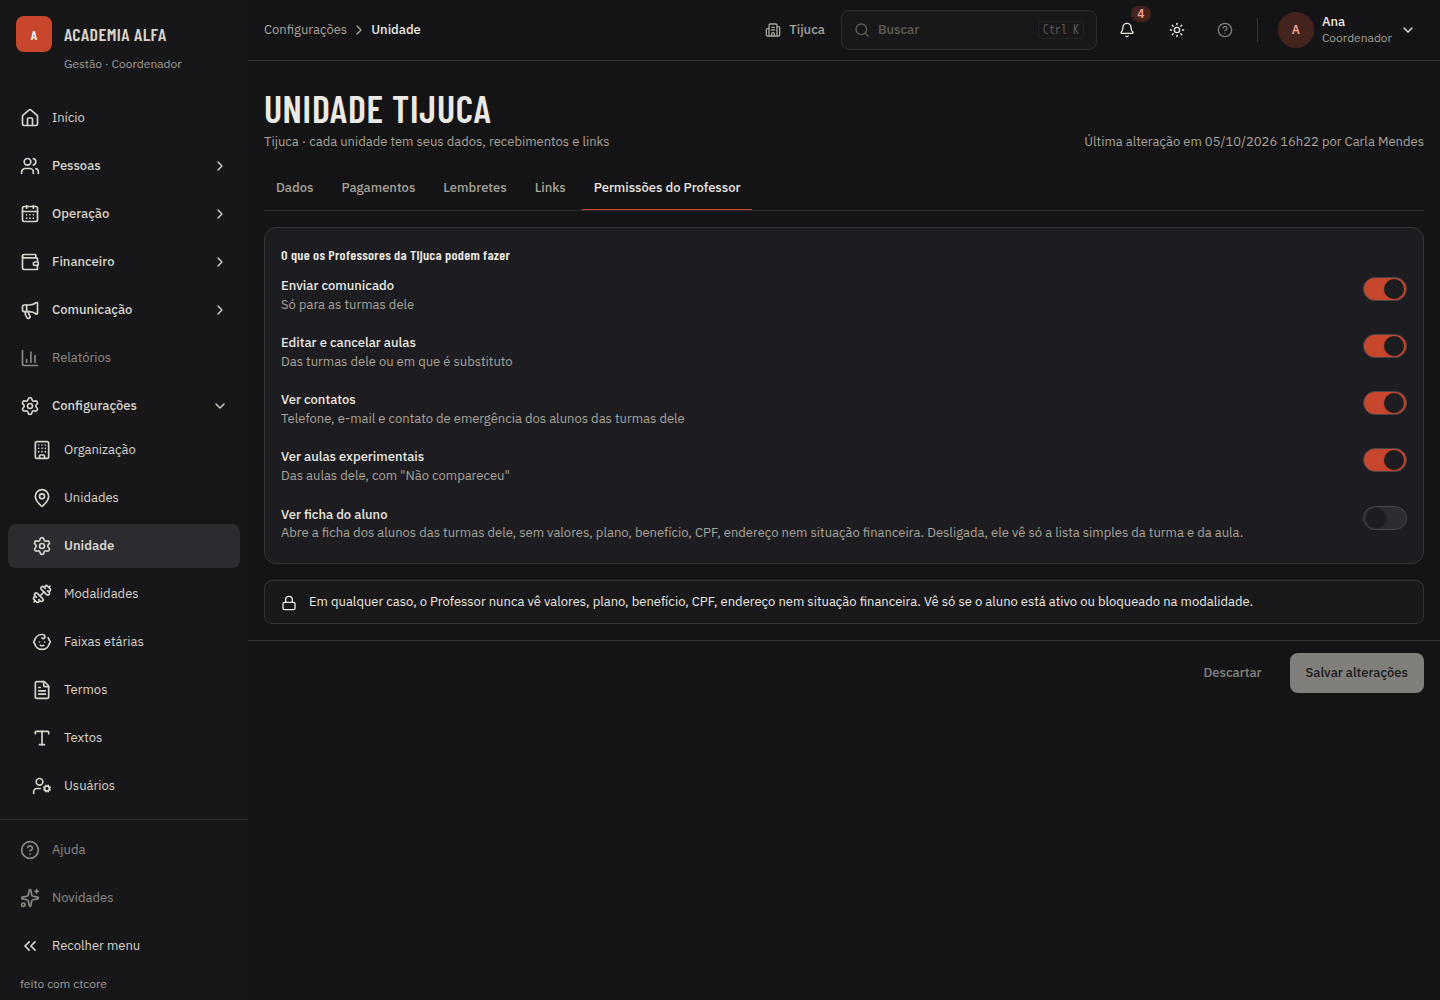 A
ACADEMIA ALFA
Gestão · Coordenador
Início
Pessoas
Operação
Financeiro
Comunicação
Relatórios
Configurações
Organização
Unidades
Unidade
Modalidades
Faixas etárias
Termos
Textos
Usuários
Ajuda
Novidades
Recolher menu
feito com ctcore
Configurações > Unidade
Tijuca
Buscar
Ctrl K
4
A
Ana
Coordenador
UNIDADE TIJUCA
Tijuca · cada unidade tem seus dados, recebimentos e links
Última alteração em 05/10/2026 16h22 por Carla Mendes
Dados
Pagamentos
Lembretes
Links
Permissões do Professor
O que os Professores da Tijuca podem fazer
Enviar comunicado
Só para as turmas dele
Editar e cancelar aulas
Das turmas dele ou em que é substituto
Ver contatos
Telefone, e-mail e contato de emergência dos alunos das turmas dele
Ver aulas experimentais
Das aulas dele, com "Não compareceu"
Ver ficha do aluno
Abre a ficha dos alunos das turmas dele, sem valores, plano, benefício, CPF, endereço nem situação financeira. Desligada, ele vê só a lista simples da turma e da aula.
Em qualquer caso, o Professor nunca vê valores, plano, benefício, CPF, endereço nem situação financeira. Vê só se o aluno está ativo ou bloqueado na modalidade.
Descartar
Salvar alterações